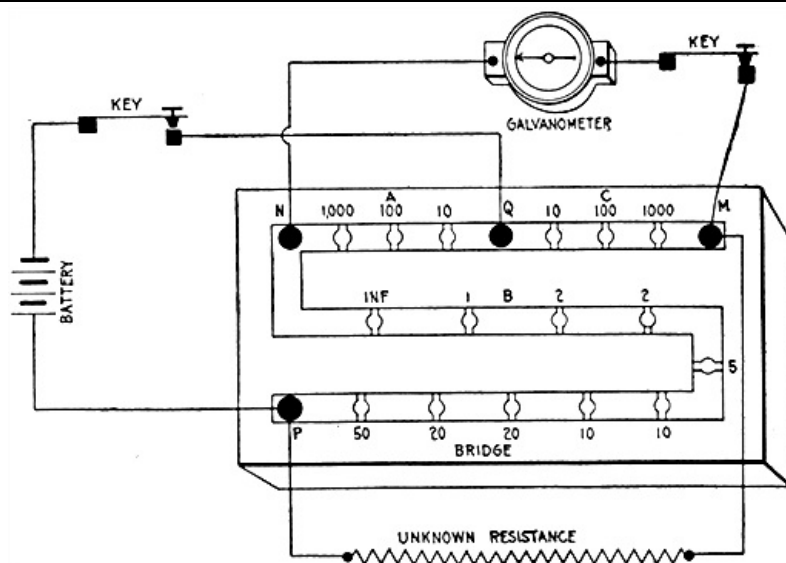 KEY
KEY
GALVANOMETER
BATTERY
A C
N 1,000 100 10 Q 10 100 1000 M
INF 1 B 2 2
5
P 50 20 20 10 10
BRIDGE
UNKNOWN RESISTANCE